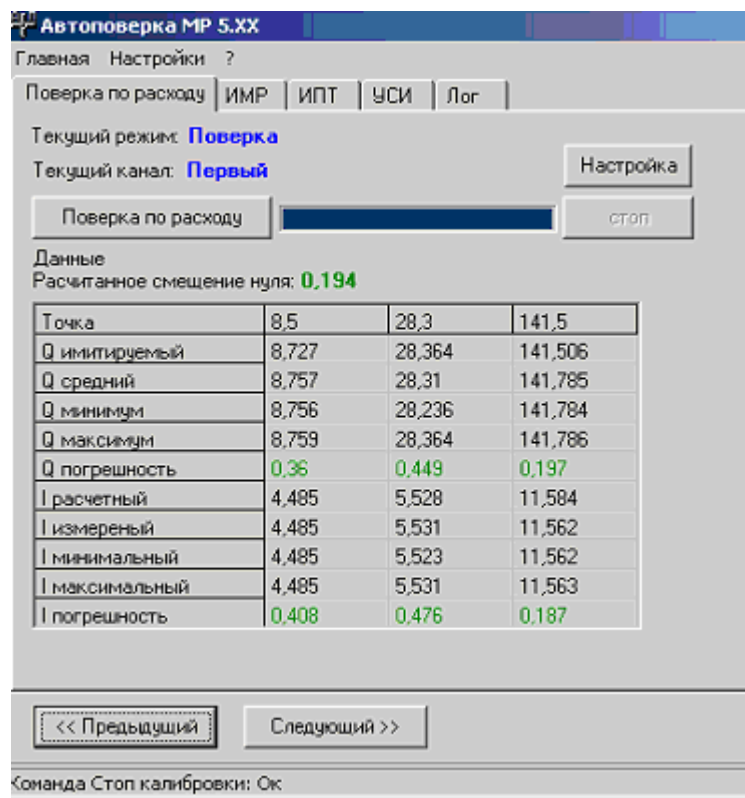 Автоповерка МР 5.XX
Главная Настройки ?
Поверка по расходу ИМР ИПТ УСИ Лог
Текущий режим: Поверка
Текущий канал: Первый
Настройка
Поверка по расходу стоп
Данные
Расчитанное смещение нуля: 0,194
Точка 8,5 28,3 141,5
Q имитируемый 8,727 28,364 141,506
Q средний 8,757 28,31 141,785
Q минимум 8,756 28,236 141,784
Q максимум 8,759 28,364 141,786
Q погрешность 0,36 0,449 0,197
I расчетный 4,485 5,528 11,584
I измереный 4,485 5,531 11,562
I минимальный 4,485 5,523 11,562
I максимальный 4,485 5,531 11,563
I погрешность 0,408 0,476 0,187
<< Предыдущий Следующий >>
Команда Стоп калибровки: Ок